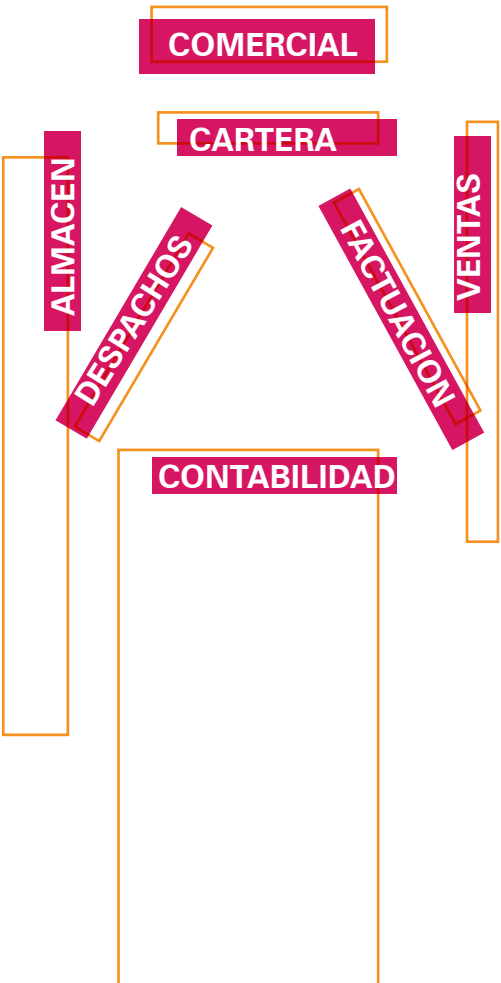 COMERCIAL
CARTERA
ALMACEN
DESPACHOS
FACTUACION
VENTAS
CONTABILIDAD